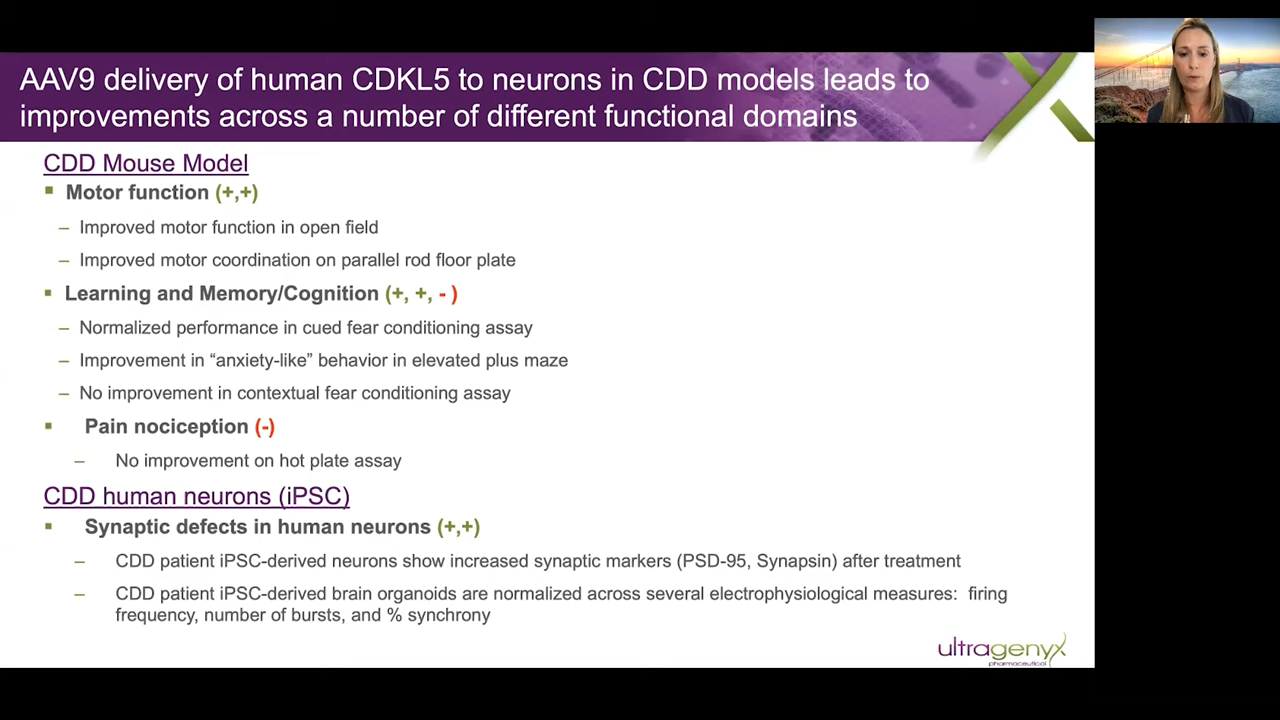 AAV9 delivery of human CDKL5 to neurons in CDD models leads to
improvements across a number of different functional domains
CDD Mouse Model
▪ Motor function (+,+)
– Improved motor function in open field
– Improved motor coordination on parallel rod floor plate
▪ Learning and Memory/Cognition (+, +, - )
– Normalized performance in cued fear conditioning assay
– Improvement in “anxiety-like” behavior in elevated plus maze
– No improvement in contextual fear conditioning assay
▪ Pain nociception (-)
– No improvement on hot plate assay
CDD human neurons (iPSC)
▪ Synaptic defects in human neurons (+,+)
– CDD patient iPSC-derived neurons show increased synaptic markers (PSD-95, Synapsin) after treatment
– CDD patient iPSC-derived brain organoids are normalized across several electrophysiological measures: firing
frequency, number of bursts, and % synchrony
ultragenyx
pharmaceutical